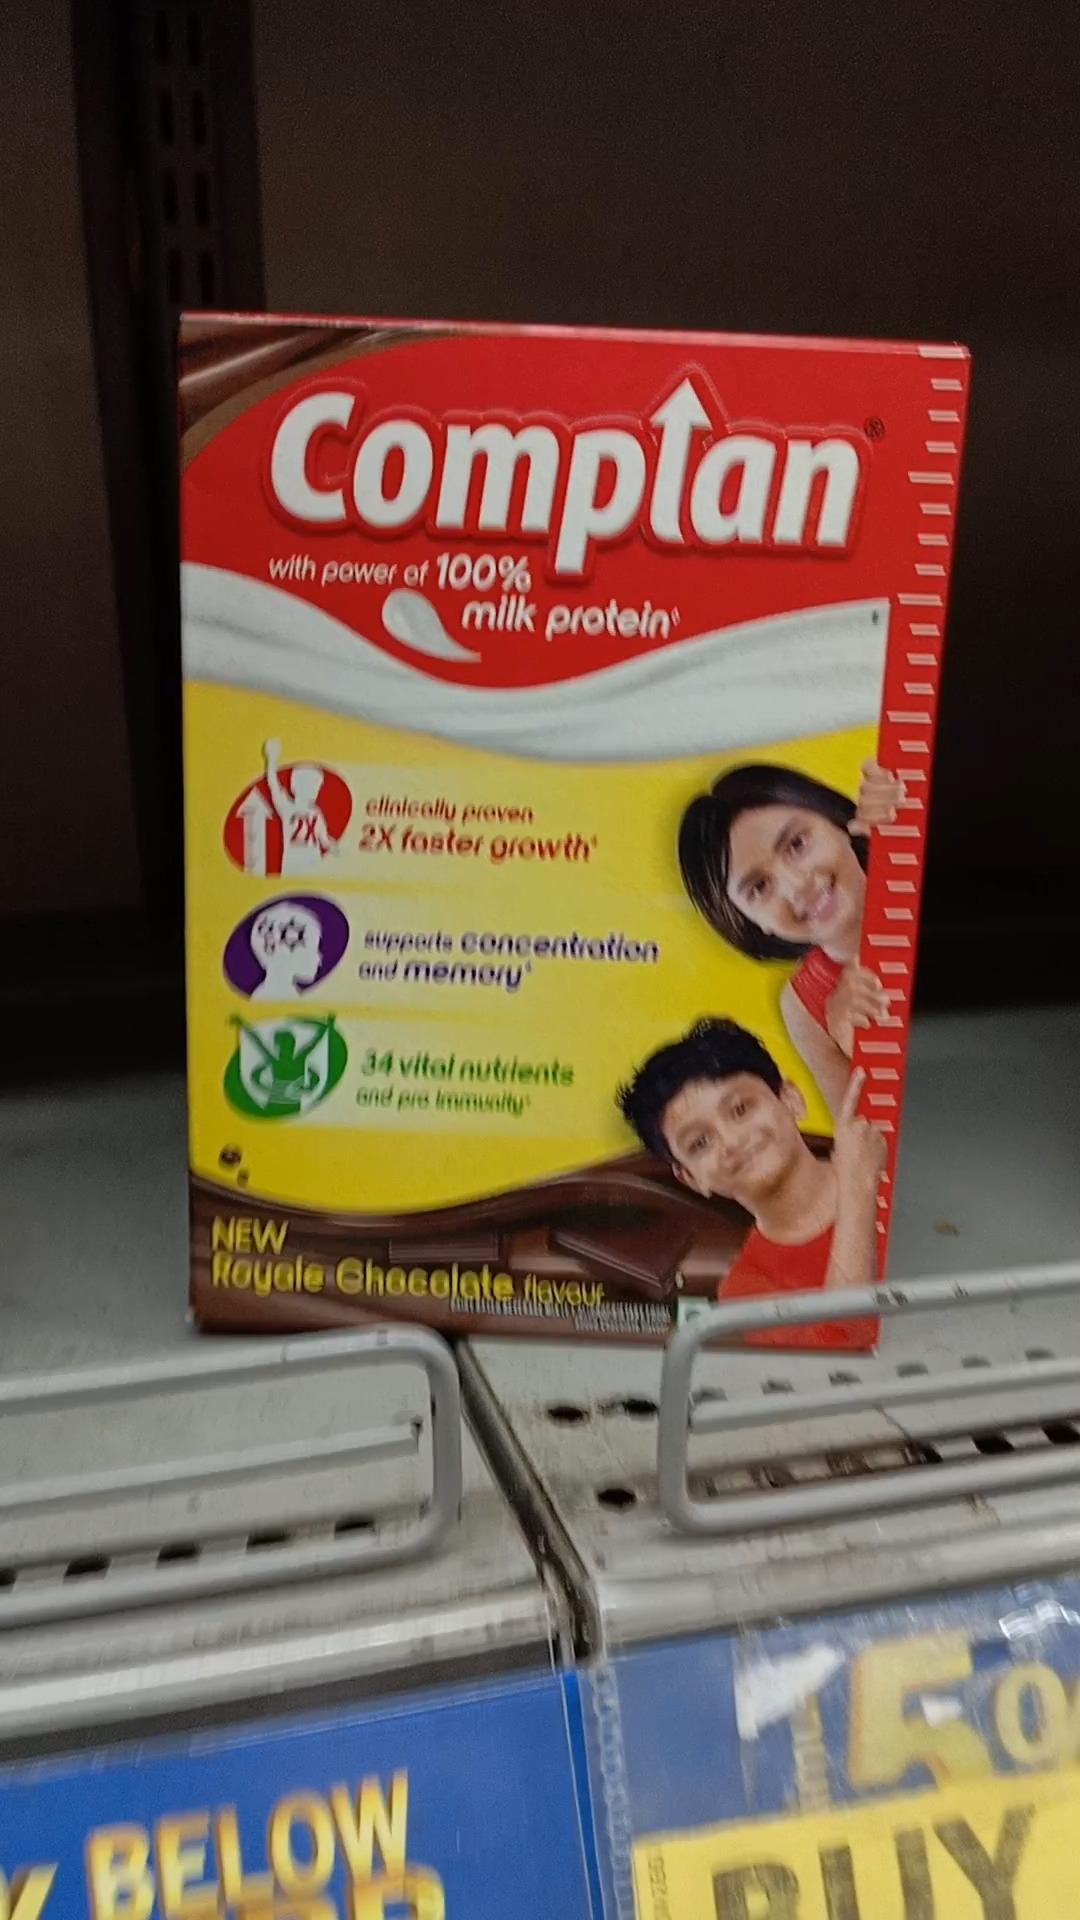 Complan®
with power of 100%
milk protein
2X
clinically proven
2X faster growth
supports concentration
and memory
34 vital nutrients
and pro immunity
NEW
Royale Chocolate flavour
BELOW
5%
BUY